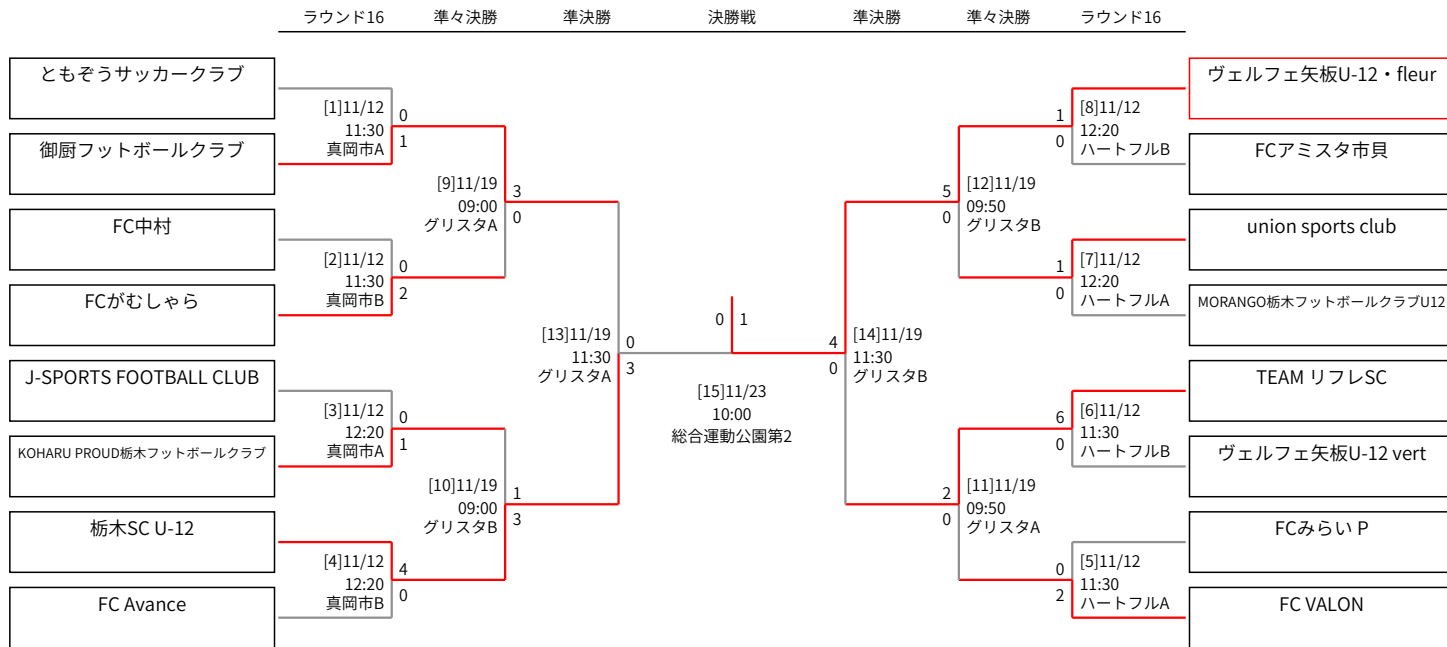 ラウンド16 準々決勝 準決勝 決勝戦 準決勝 準々決勝 ラウンド16
ともぞうサッカークラブ
[1]11/12
11:30
真岡市A
0
1
御厨フットボールクラブ
[9]11/19
09:00
グリスタA
3
0
FC中村
[2]11/12
11:30
真岡市B
0
2
FCがむしゃら
[13]11/19
11:30
グリスタA
0
3
J-SPORTS FOOTBALL CLUB
[3]11/12
12:20
真岡市A
0
1
KOHARU PROUD栃木フットボールクラブ
[10]11/19
09:00
グリスタB
1
3
栃木SC U-12
[4]11/12
12:20
真岡市B
4
0
FC Avance
0 1
[15]11/23
10:00
総合運動公園第2
ヴェルフェ矢板U-12・fleur
1
0
[8]11/12
12:20
ハートフルB
FCアミスタ市貝
5
0
[12]11/19
09:50
グリスタB
union sports club
1
0
[7]11/12
12:20
ハートフルA
MORANGO栃木フットボールクラブU12
4
0
[14]11/19
11:30
グリスタB
TEAM リフレSC
6
0
[6]11/12
11:30
ハートフルB
ヴェルフェ矢板U-12 vert
2
0
[11]11/19
09:50
グリスタA
FCみらい P
0
2
[5]11/12
11:30
ハートフルA
FC VALON